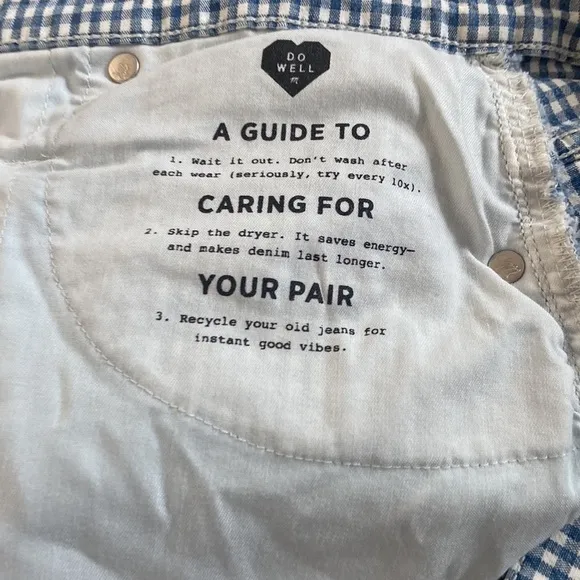 DO
WELL
A GUIDE TO
1. Wait it out. Don't wash after
each wear (seriously, try every 10x).
CARING FOR
2. Skip the dryer. It saves energy—
and makes denim last longer.
YOUR PAIR
3. Recycle your old jeans for
instant good vibes.